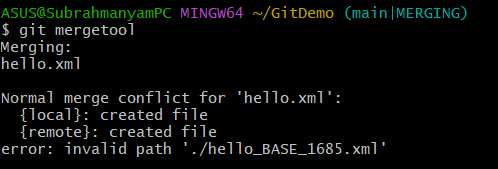 ASUS@SubrahmanyamPC MINGW64 ~/GitDemo (main|MERGING)
$ git mergetool
Merging:
hello.xml

Normal merge conflict for 'hello.xml':
  {local}: created file
  {remote}: created file
error: invalid path './hello_BASE_1685.xml'